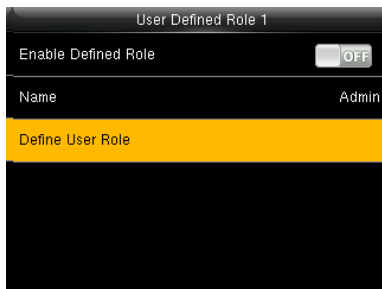 User Defined Role 1
Enable Defined Role OFF
Name Admin
Define User Role